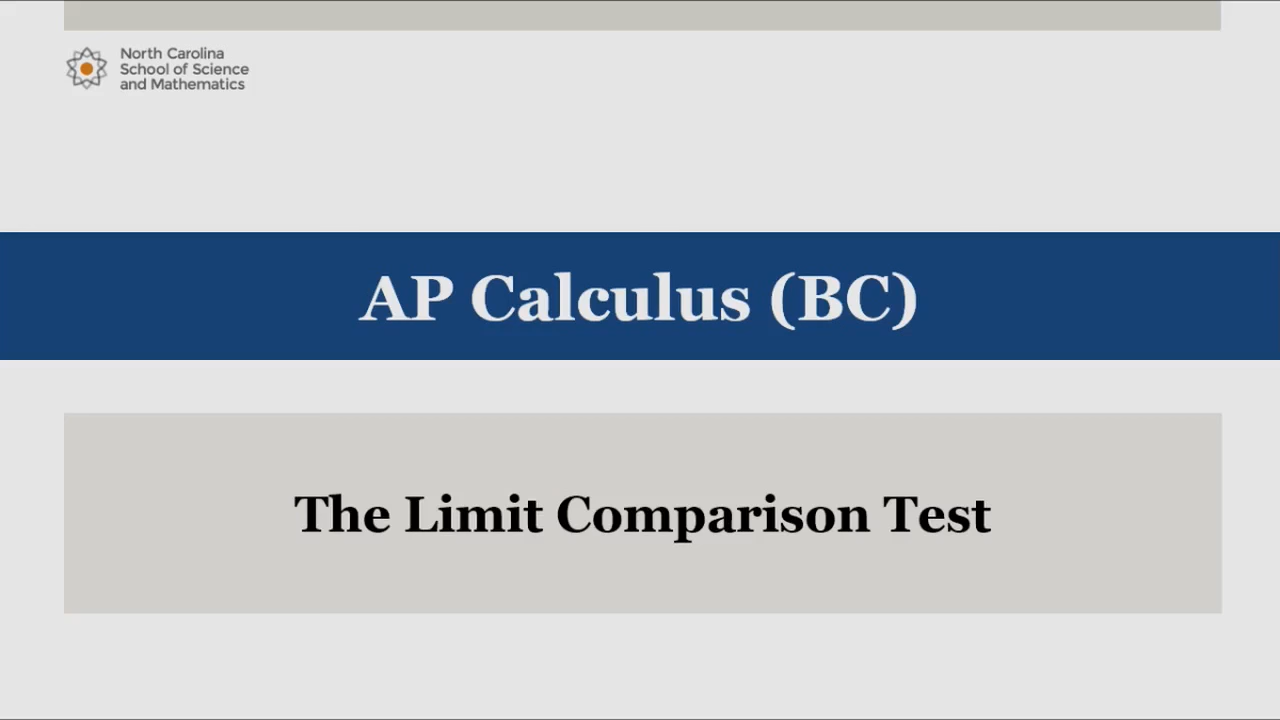 North Carolina
School of Science
and Mathematics
AP Calculus (BC)
The Limit Comparison Test